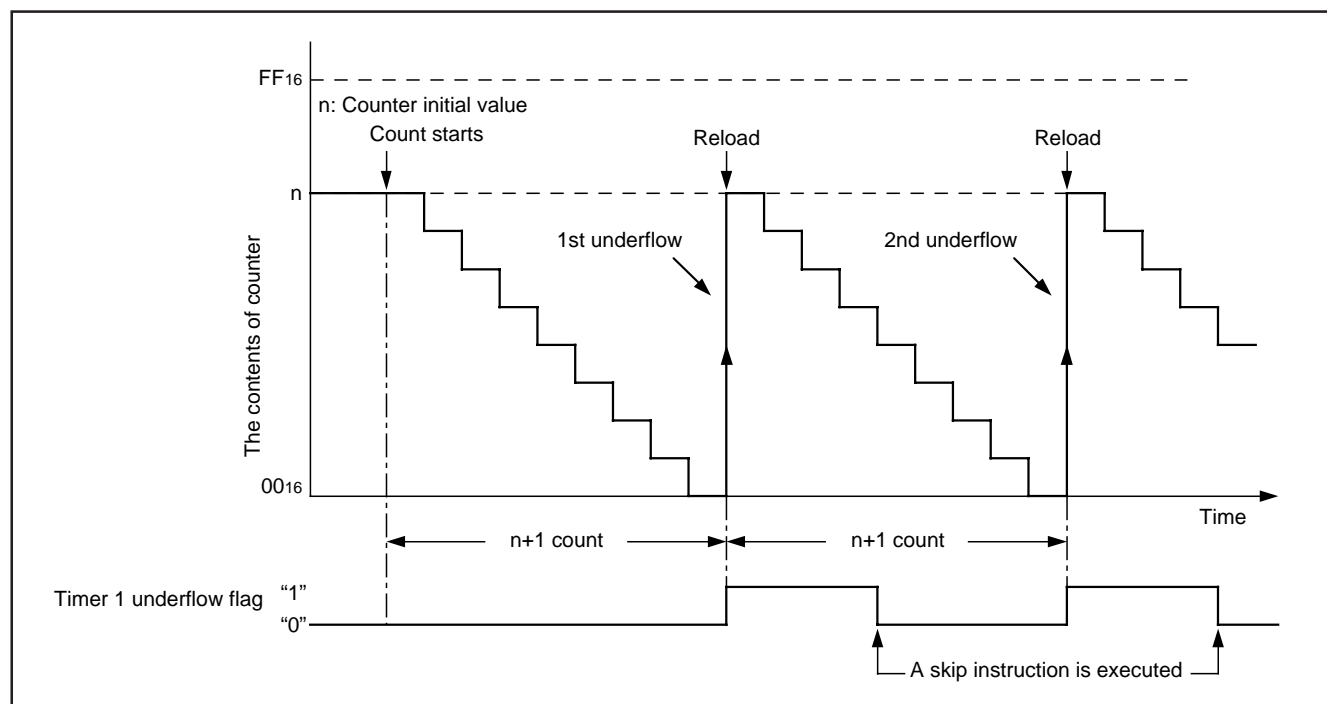 FF16
n: Counter initial value
Count starts
Reload
Reload
n
1st underflow
2nd underflow
The contents of counter
0016
Time
n+1 count
n+1 count
Timer 1 underflow flag
“1”
“0”
A skip instruction is executed